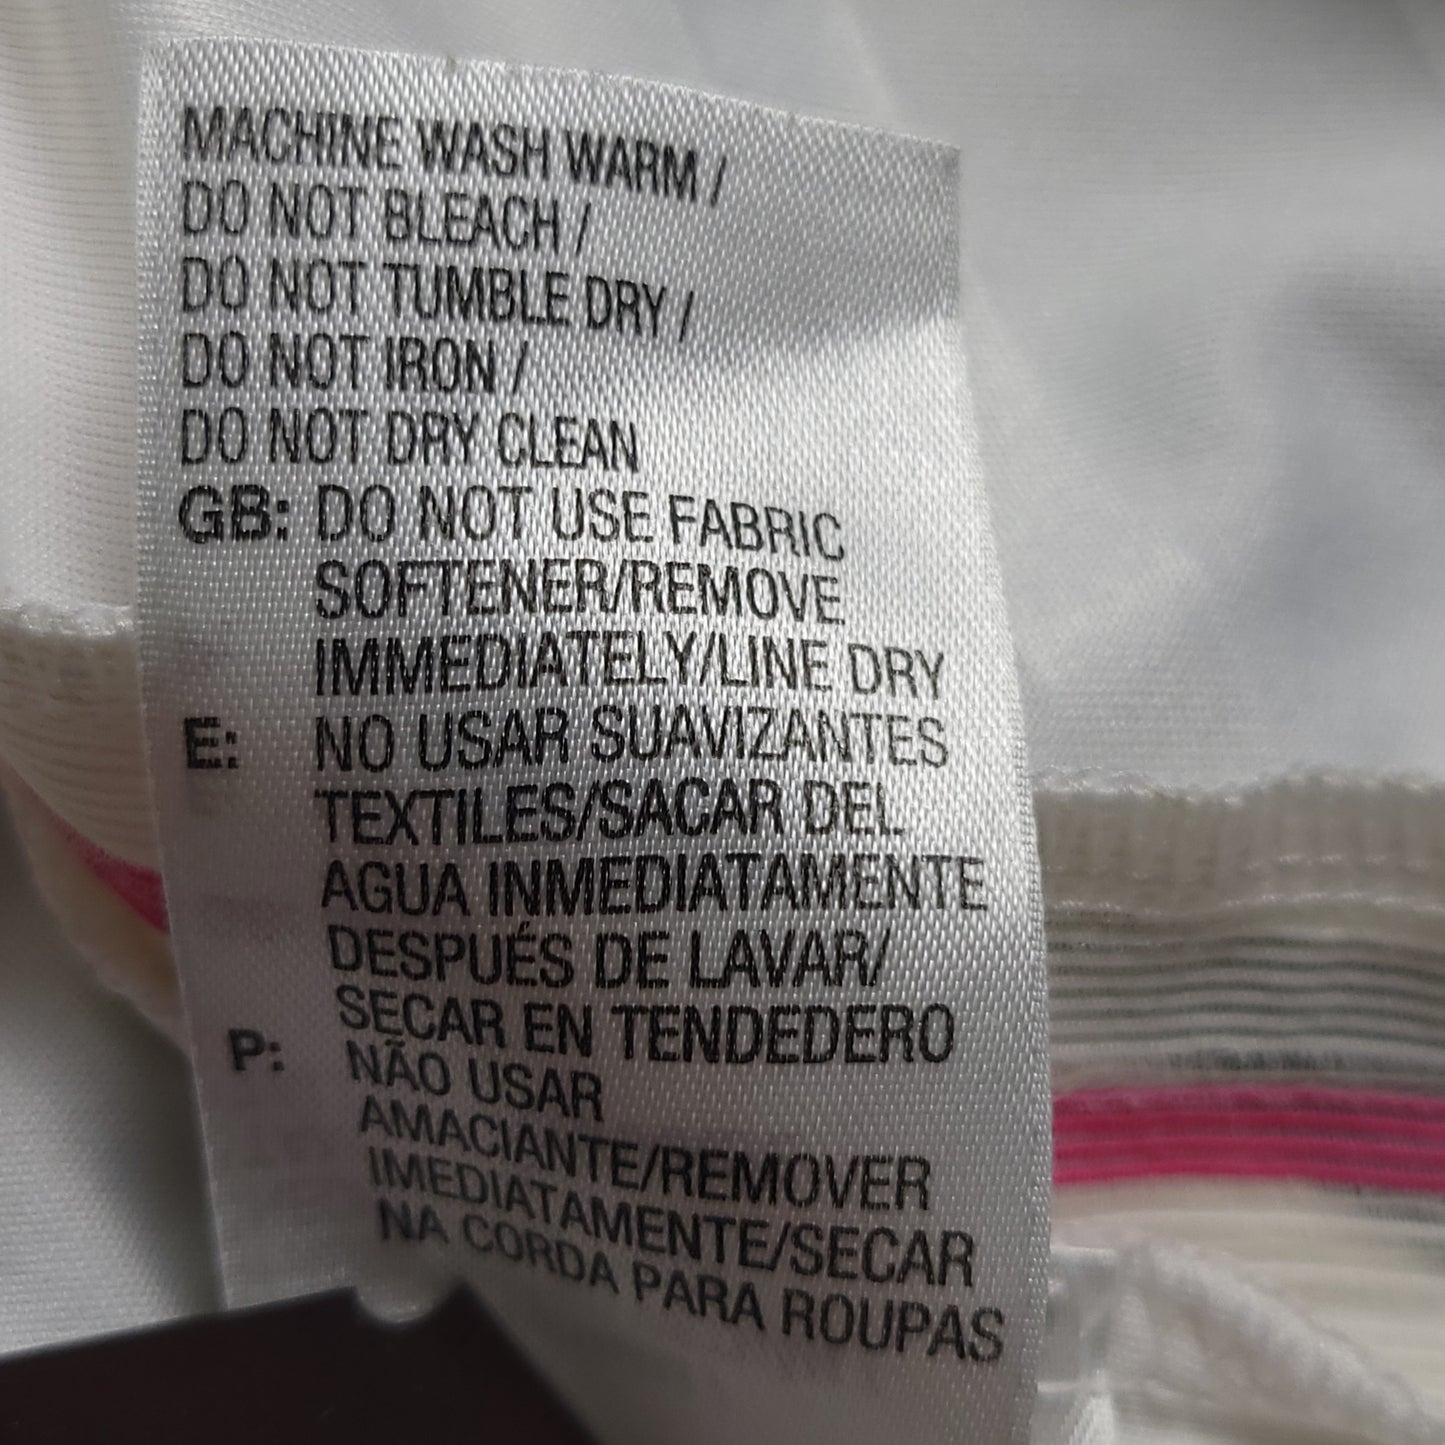 MACHINE WASH WARM /
DO NOT BLEACH /
DO NOT TUMBLE DRY /
DO NOT IRON /
DO NOT DRY CLEAN
GB: DO NOT USE FABRIC
SOFTENER/REMOVE
IMMEDIATELY/LINE DRY
E: NO USAR SUAVIZANTES
TEXTILES/SACAR DEL
AGUA INMEDIATAMENTE
DESPUÉS DE LAVAR/
SECAR EN TENDEDERO
P: NÃO USAR
AMACIANTE/REMOVER
IMEDIATAMENTE/SECAR
NA CORDA PARA ROUPAS